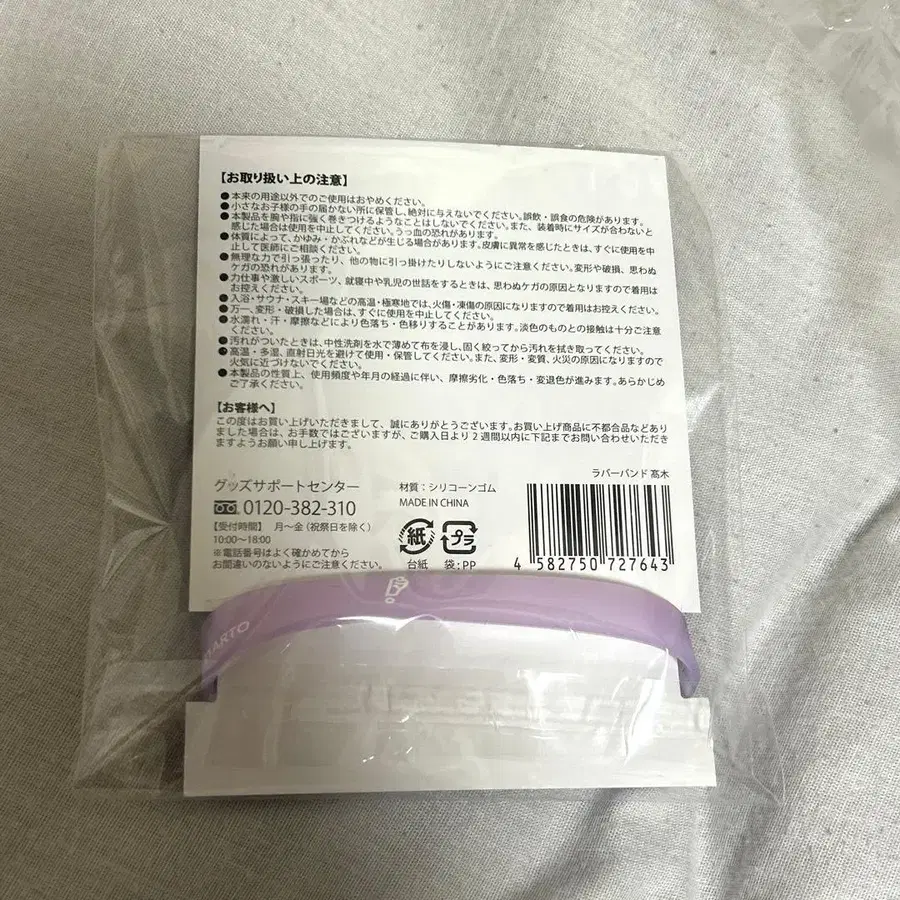 【お取り扱い上の注意】
●本来の用途以外でのご使用はおやめください。
●小さなお子様の手の届かない所に保管し、絶対に与えないでください。誤飲・誤食の危険があります。
●本製品を腕や指に強く巻きつけるようなことはしないでください。また、装着時にサイズが合わないと
感じた場合は使用を中止してください。うっ血の恐れがあります。
●体質によって、かゆみ・かぶれなどが生じる場合があります。皮膚に異常を感じたときは、すぐに使用を中
止して医師にご相談ください。
●無理な力で引っ張ったり、他の物に引っ掛けたりしないようにご注意ください。変形や破損、思わぬ
ケガの恐れがあります。
●力仕事や激しいスポーツ、就寝中や乳児の世話をするときは、思わぬケガの原因となりますので着用は
お控えください。
●入浴・サウナ・スキー場などの高温・極寒地では、火傷・凍傷の原因になりますので着用はお控えください。
●万一、変形・破損した場合は、すぐに使用を中止してください。
●水濡れ・汗・摩擦などにより色落ち・色移りすることがあります。淡色のものとの接触は十分ご注意
ください。
●汚れがついたときは、中性洗剤を水で薄めて布を浸し、固く絞ってから汚れを拭き取ってください。
●高温・多湿、直射日光を避けて使用・保管してください。また、変形・変質、火災の原因になりますので
火気に近づけないでください。
●本製品の性質上、使用頻度や年月の経過に伴い、摩擦劣化・色落ち・変退色が進みます。あらかじめ
ご了承ください。
【お客様へ】
この度はお買い上げいただきまして、誠にありがとうございます。お買い上げ商品に不都合品などあり
ました場合は、お手数ではございますが、ご購入日より2週間以内に下記までお問い合わせいただき
ますようお願い申し上げます。
ラバーバンド 髙木
グッズサポートセンター
0120-382-310
【受付時間】 月～金（祝祭日を除く）
10:00～18:00
※電話番号はよく確かめてから
お間違いのないようにご注意ください。
材質：シリコーンゴム
MADE IN CHINA
紙 プラ
台紙 袋：PP
4 582750 727643
ARTO